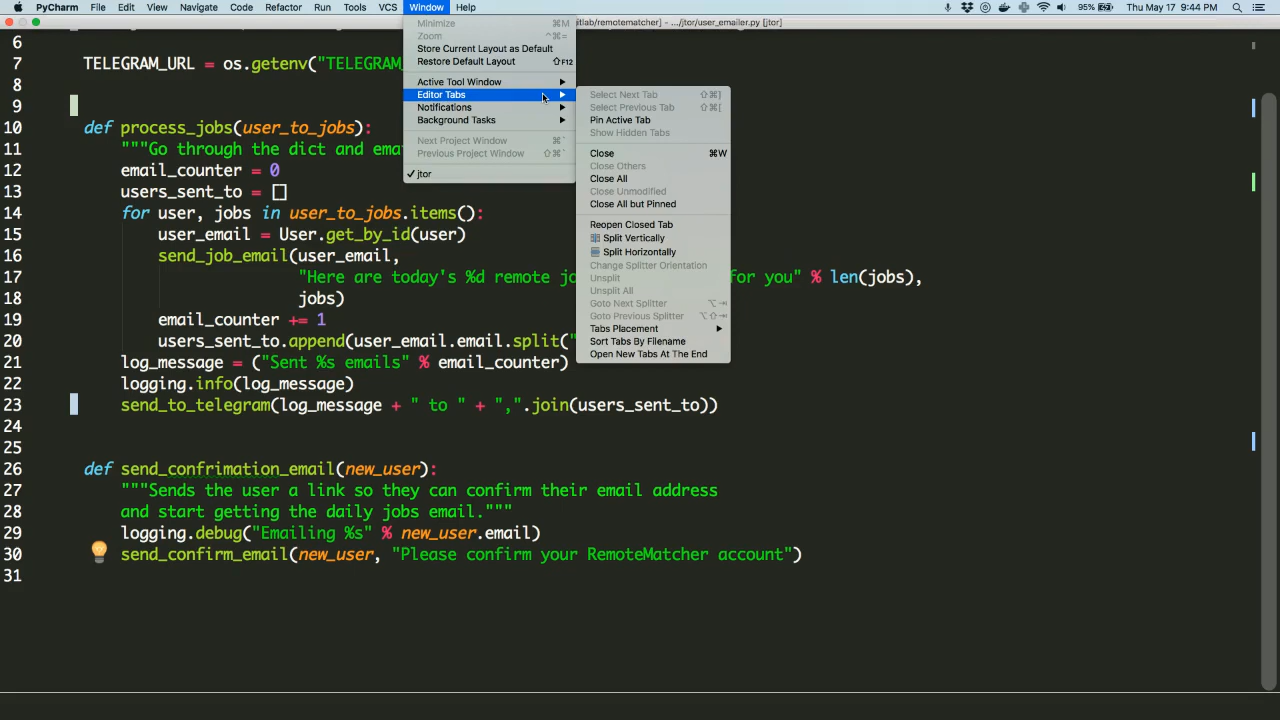 PyCharm File Edit View Navigate Code Refactor Run Tools VCS Window Help 95% Thu May 17 9:44 PM
itlab/remotematcher] - .../jtor/user_emailer.py [jtor]
Minimize ⌘M
Zoom ^⌘=
Store Current Layout as Default
Restore Default Layout ⇧F12
Active Tool Window
Editor Tabs
Notifications
Background Tasks
Next Project Window ⌘`
Previous Project Window ⇧⌘`
✓ jtor
Select Next Tab ⇧⌘]
Select Previous Tab ⇧⌘[
Pin Active Tab
Show Hidden Tabs
Close ⌘W
Close Others
Close All
Close Unmodified
Close All but Pinned
Reopen Closed Tab
Split Vertically
Split Horizontally
Change Splitter Orientation
Unsplit
Unsplit All
Goto Next Splitter ⌥⇥
Goto Previous Splitter ⌥⇧⇥
Tabs Placement
Sort Tabs By Filename
Open New Tabs At The End
6
7 TELEGRAM_URL = os.getenv("TELEGRAM
8
9
10 def process_jobs(user_to_jobs):
11 """Go through the dict and ema
12 email_counter = 0
13 users_sent_to = []
14 for user, jobs in user_to_jobs.items():
15 user_email = User.get_by_id(user)
16 send_job_email(user_email,
17 "Here are today's %d remote jo for you" % len(jobs),
18 jobs)
19 email_counter += 1
20 users_sent_to.append(user_email.email.split("
21 log_message = ("Sent %s emails" % email_counter)
22 logging.info(log_message)
23 send_to_telegram(log_message + " to " + ",".join(users_sent_to))
24
25
26 def send_confrimation_email(new_user):
27 """Sends the user a link so they can confirm their email address
28 and start getting the daily jobs email."""
29 logging.debug("Emailing %s" % new_user.email)
30 send_confirm_email(new_user, "Please confirm your RemoteMatcher account")
31